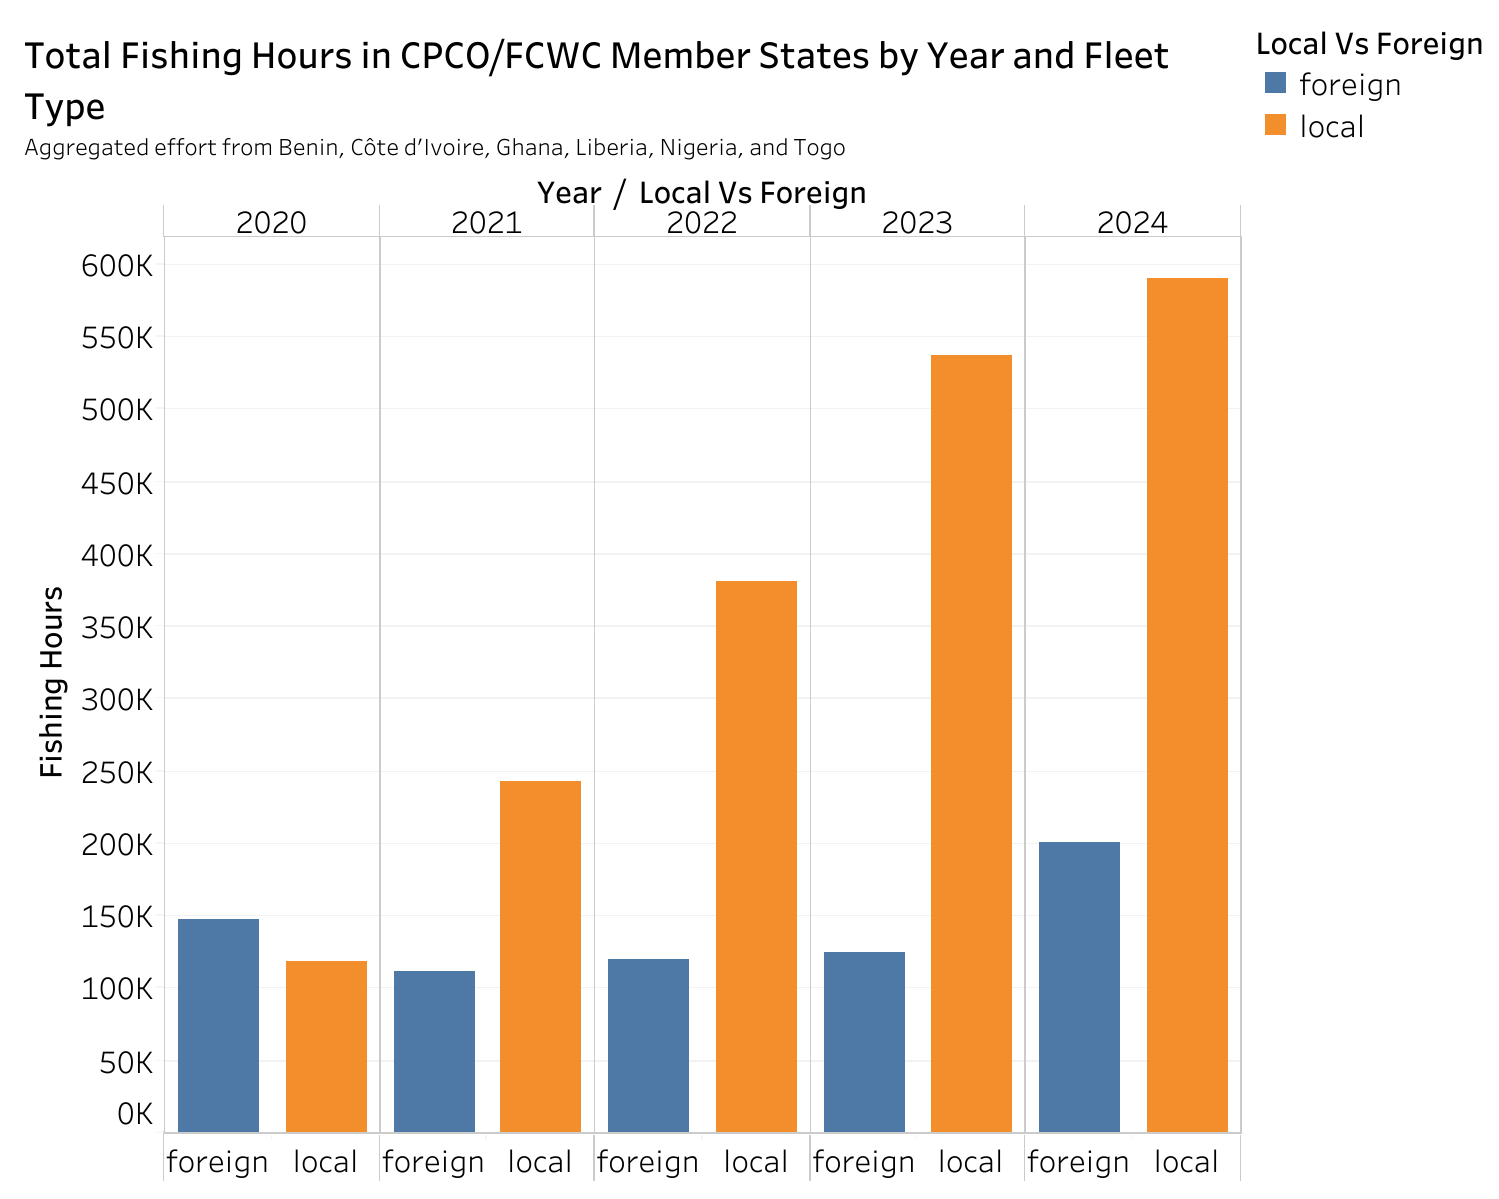 Total Fishing Hours in CPCO/FCWC Member States by Year and Fleet
Type
Aggregated effort from Benin, Côte d'Ivoire, Ghana, Liberia, Nigeria, and Togo
Local Vs Foreign
foreign
local
Year / Local Vs Foreign
2020 2021 2022 2023 2024
600K
550K
500K
450K
400K
350K
300K
250K
200K
150K
100K
50K
0K
Fishing Hours
foreign local foreign local foreign local foreign local foreign local